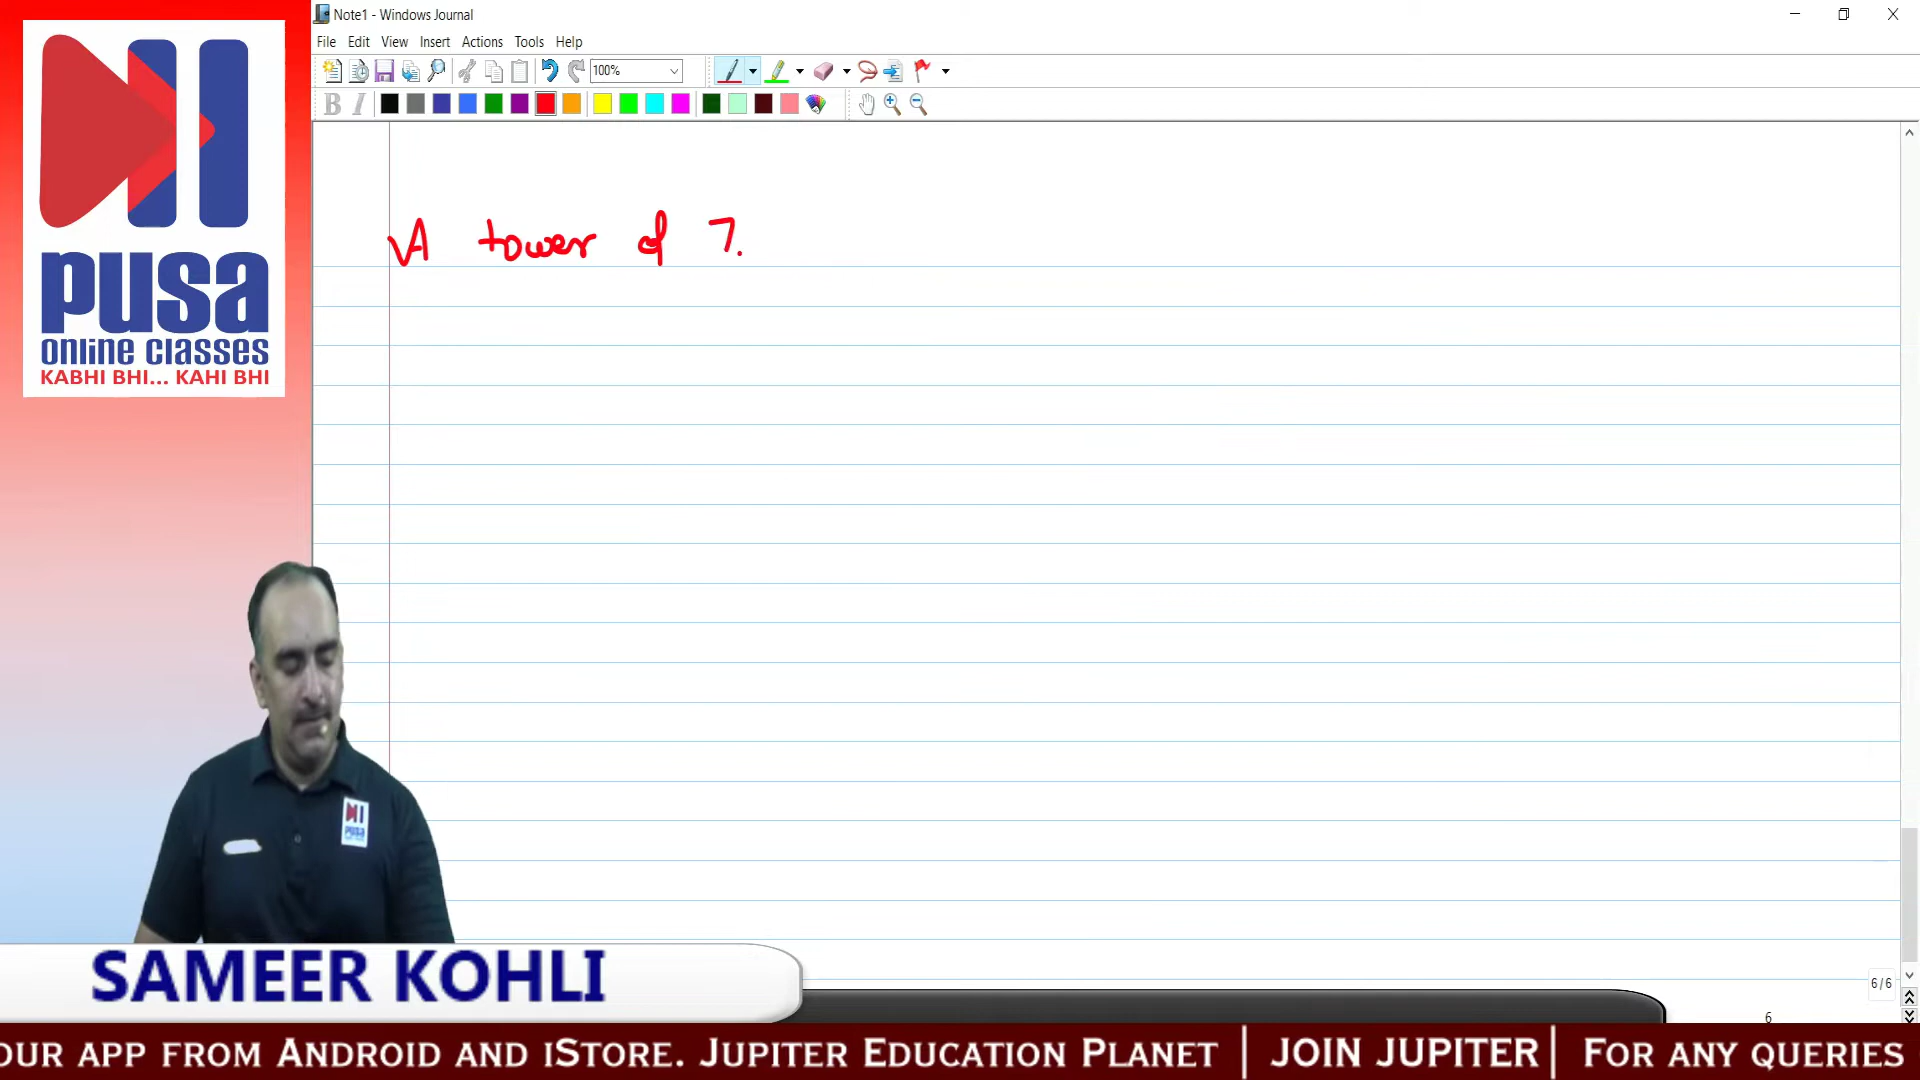 Note1 - Windows Journal
File Edit View Insert Actions Tools Help
100%
B I
A tower of 7.
PUSA
ONLINE CLASSES
KABHI BHI... KAHI BHI
PUSA
SAMEER KOHLI
6/6
6
OUR APP FROM ANDROID AND ISTORE. JUPITER EDUCATION PLANET | JOIN JUPITER | FOR ANY QUERIES